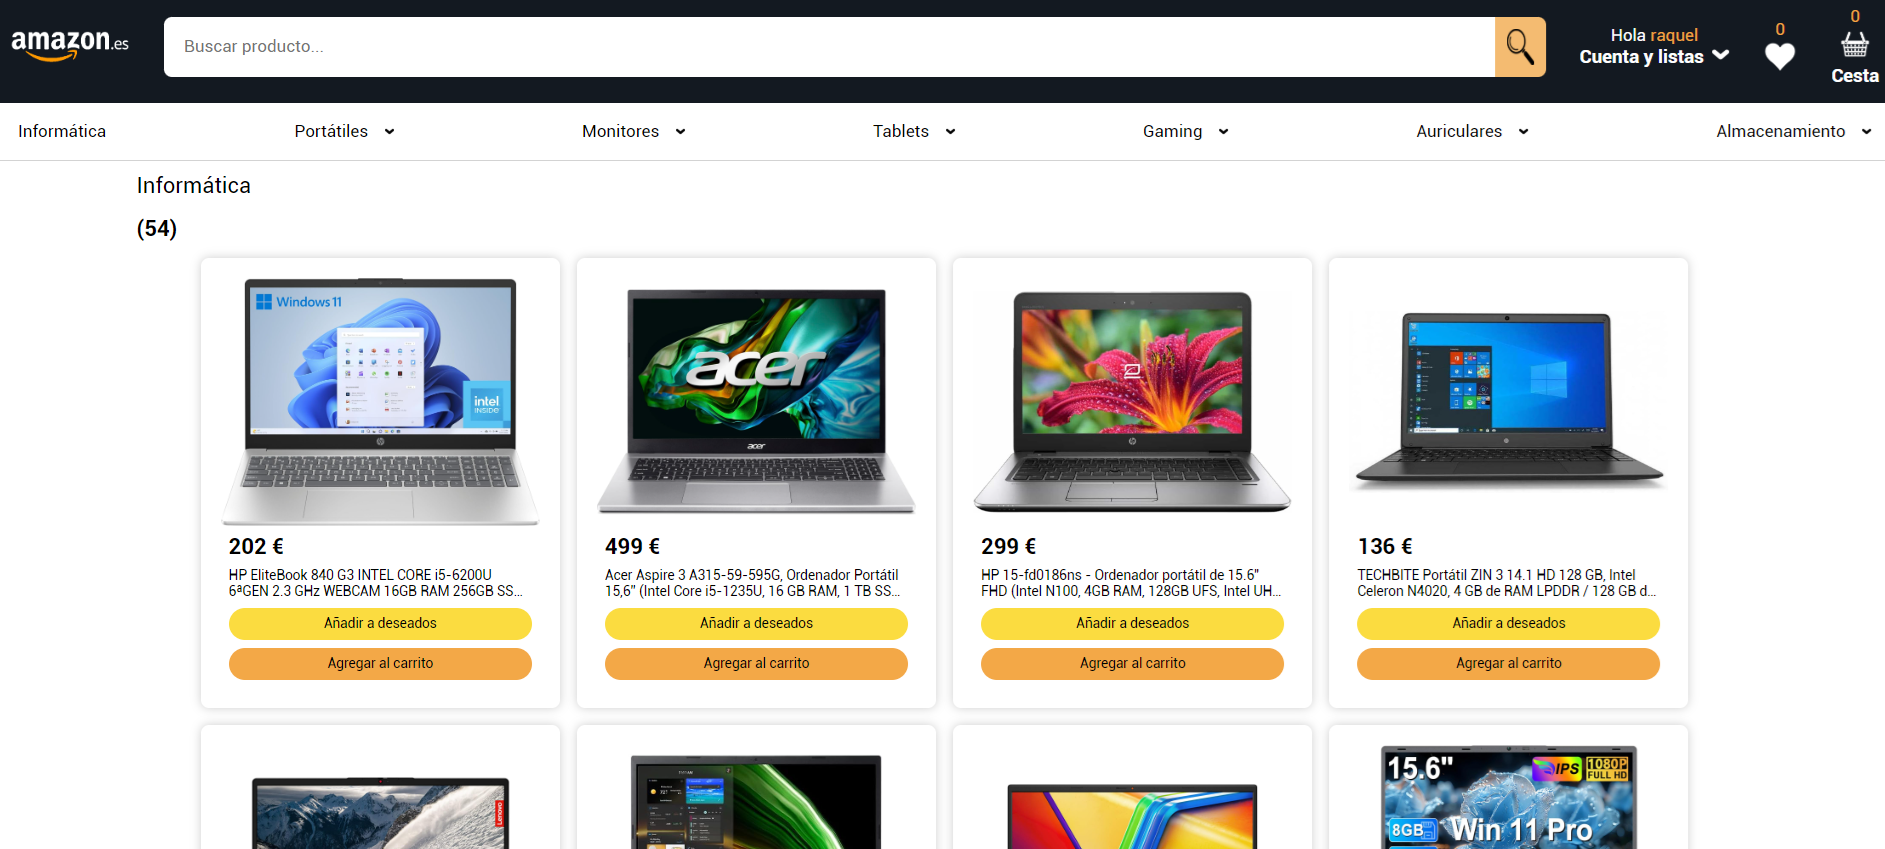 amazon.es
Buscar producto...
Hola raquel
Cuenta y listas
0
0
Cesta
Informática
Portátiles
Monitores
Tablets
Gaming
Auriculares
Almacenamiento
Informática
(54)
Windows 11
intel
INSIDE
acer
acer
202 €
HP EliteBook 840 G3 INTEL CORE i5-6200U
6ªGEN 2.3 GHz WEBCAM 16GB RAM 256GB SS...
Añadir a deseados
Agregar al carrito
499 €
Acer Aspire 3 A315-59-595G, Ordenador Portátil
15,6" (Intel Core i5-1235U, 16 GB RAM, 1 TB SS...
Añadir a deseados
Agregar al carrito
299 €
HP 15-fd0186ns - Ordenador portátil de 15.6"
FHD (Intel N100, 4GB RAM, 128GB UFS, Intel UH...
Añadir a deseados
Agregar al carrito
136 €
TECHBITE Portátil ZIN 3 14.1 HD 128 GB, Intel
Celeron N4020, 4 GB de RAM LPDDR / 128 GB d...
Añadir a deseados
Agregar al carrito
Lenovo
15.6"
IPS
1080P
FULL HD
8GB
Win 11 Pro